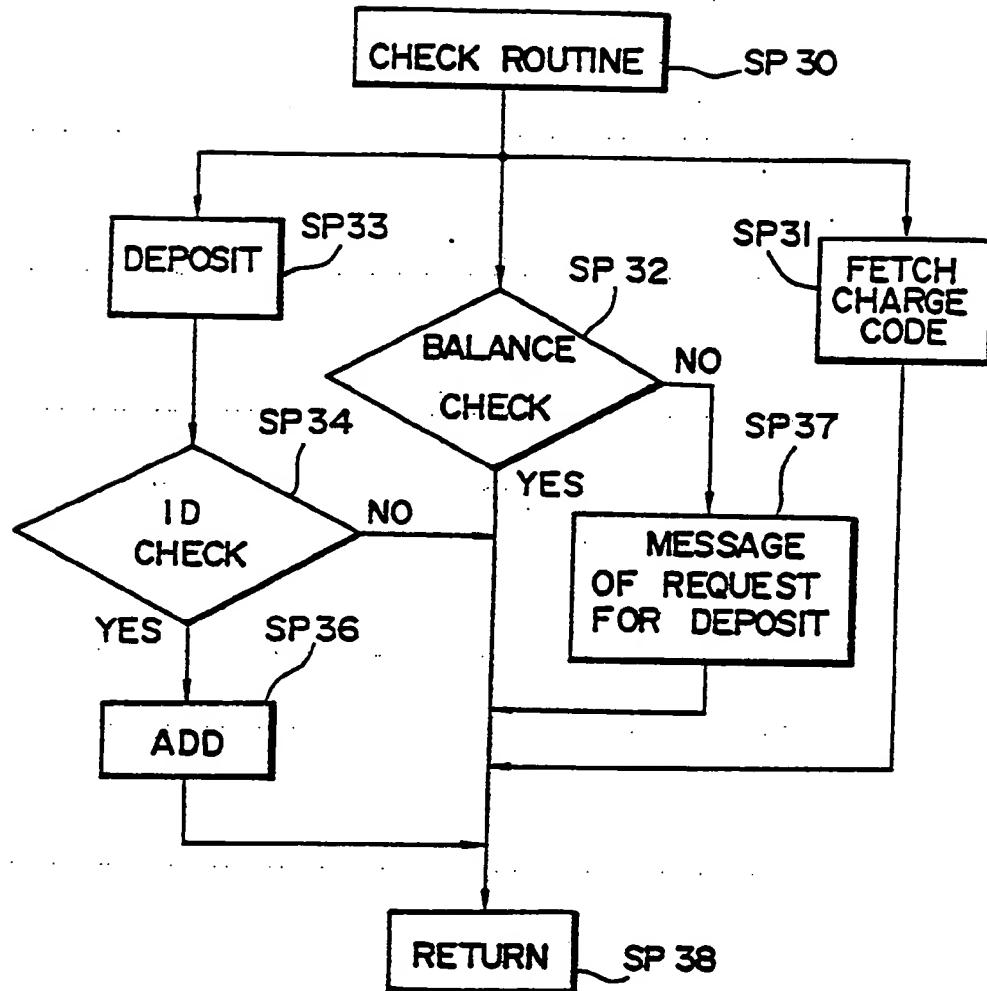 CHECK ROUTINE
SP 30
DEPOSIT
SP33
SP 32
SP31
FETCH
CHARGE
CODE
BALANCE
CHECK
NO
YES
SP34
ID
CHECK
NO
YES
SP37
MESSAGE
OF REQUEST
FOR DEPOSIT
SP36
ADD
RETURN
SP 38